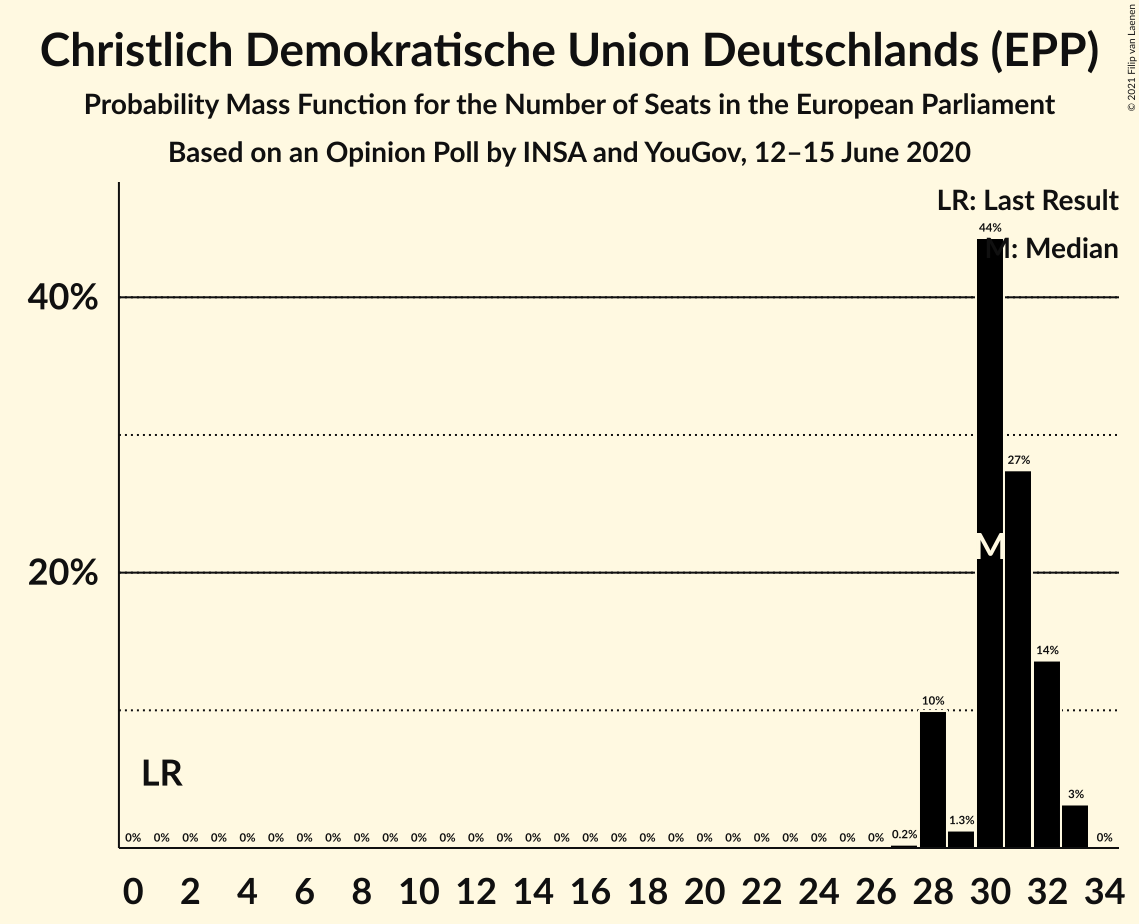 Christlich Demokratische Union Deutschlands (EPP)
Probability Mass Function for the Number of Seats in the European Parliament
Based on an Opinion Poll by INSA and YouGov, 12–15 June 2020
© 2021 Filip van Laenen
LR: Last Result
M: Median
44%
40%
27%
M
20%
14%
10%
LR
3%
1.3%
0% 0% 0% 0% 0% 0% 0% 0% 0% 0% 0% 0% 0% 0% 0% 0% 0% 0% 0% 0% 0% 0% 0% 0% 0% 0% 0% 0.2% 0%
0 2 4 6 8 10 12 14 16 18 20 22 24 26 28 30 32 34